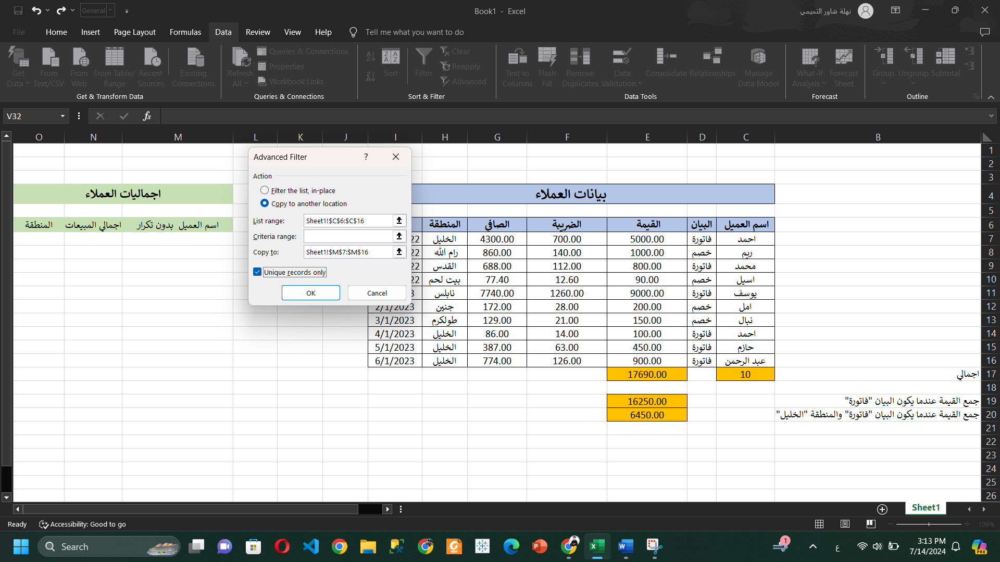 General
Book1 - Excel
نهلة شاور التميمي
File Home Insert Page Layout Formulas Data Review View Help Tell me what you want to do
Get Data
From Text/CSV
From Web
From Table/ Range
Recent Sources
Existing Connections
Get & Transform Data
Refresh All
Queries & Connections
Properties
Workbook Links
Queries & Connections
Sort
Filter
Clear
Reapply
Advanced
Sort & Filter
Text to Columns
Flash Fill
Remove Duplicates
Data Validation
Consolidate
Relationships
Manage Data Model
Data Tools
What-If Analysis
Forecast Sheet
Forecast
Group
Ungroup
Subtotal
Outline
V32
fx
O N M L K J I H G F E D C B
Advanced Filter ?
Action
Filter the list, in-place
Copy to another location
List range: Sheet1!$C$6:$C$16
Criteria range:
Copy to: Sheet1!$M$7:$M$16
Unique records only
OK Cancel
1
2
3
4 بيانات العملاء اجماليات العملاء
5
6 اسم العميل البيان القيمة الضريبة الصافي المنطقة اسم العميل بدون تكرار اجمالي المبيعات المنطقة
7 احمد فاتورة 5000.00 700.00 4300.00 الخليل 22
8 ريم خصم 1000.00 140.00 860.00 رام الله 22
9 محمد فاتورة 800.00 112.00 688.00 القدس 22
10 اسيل خصم 90.00 12.60 77.40 بيت لحم 22
11 يوسف فاتورة 9000.00 1260.00 7740.00 نابلس 3
12 امل خصم 200.00 28.00 172.00 جنين 2/1/2023
13 نبال خصم 150.00 21.00 129.00 طولكرم 3/1/2023
14 احمد فاتورة 100.00 14.00 86.00 الخليل 4/1/2023
15 حازم فاتورة 450.00 63.00 387.00 الخليل 5/1/2023
16 عبد الرحمن فاتورة 900.00 126.00 774.00 الخليل 6/1/2023
17 اجمالي 10 17690.00
18
19 جمع القيمة عندما يكون البيان "فاتورة" 16250.00
20 جمع القيمة عندما يكون البيان "فاتورة" والمنطقة "الخليل" 6450.00
21
22
23
24
25
26
Sheet1
Ready Accessibility: Good to go
109%
Search
PDF
1
ع
3:13 PM
7/14/2024
PRE